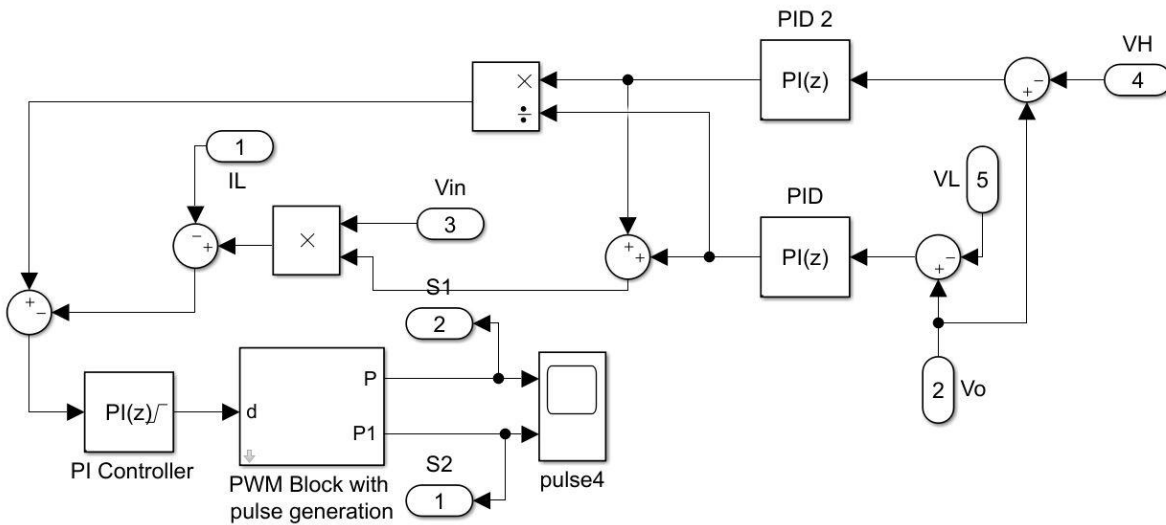 PID 2
VH
PI(z)
4
×
÷
-
+
1
IL
Vin
3
VL
5
PID
PI(z)
-
+
-
+
×
+
+
S1
2
+
-
2
Vo
PI(z)
PI Controller
d
P
P1
PWM Block with
pulse generation
S2
1
pulse4